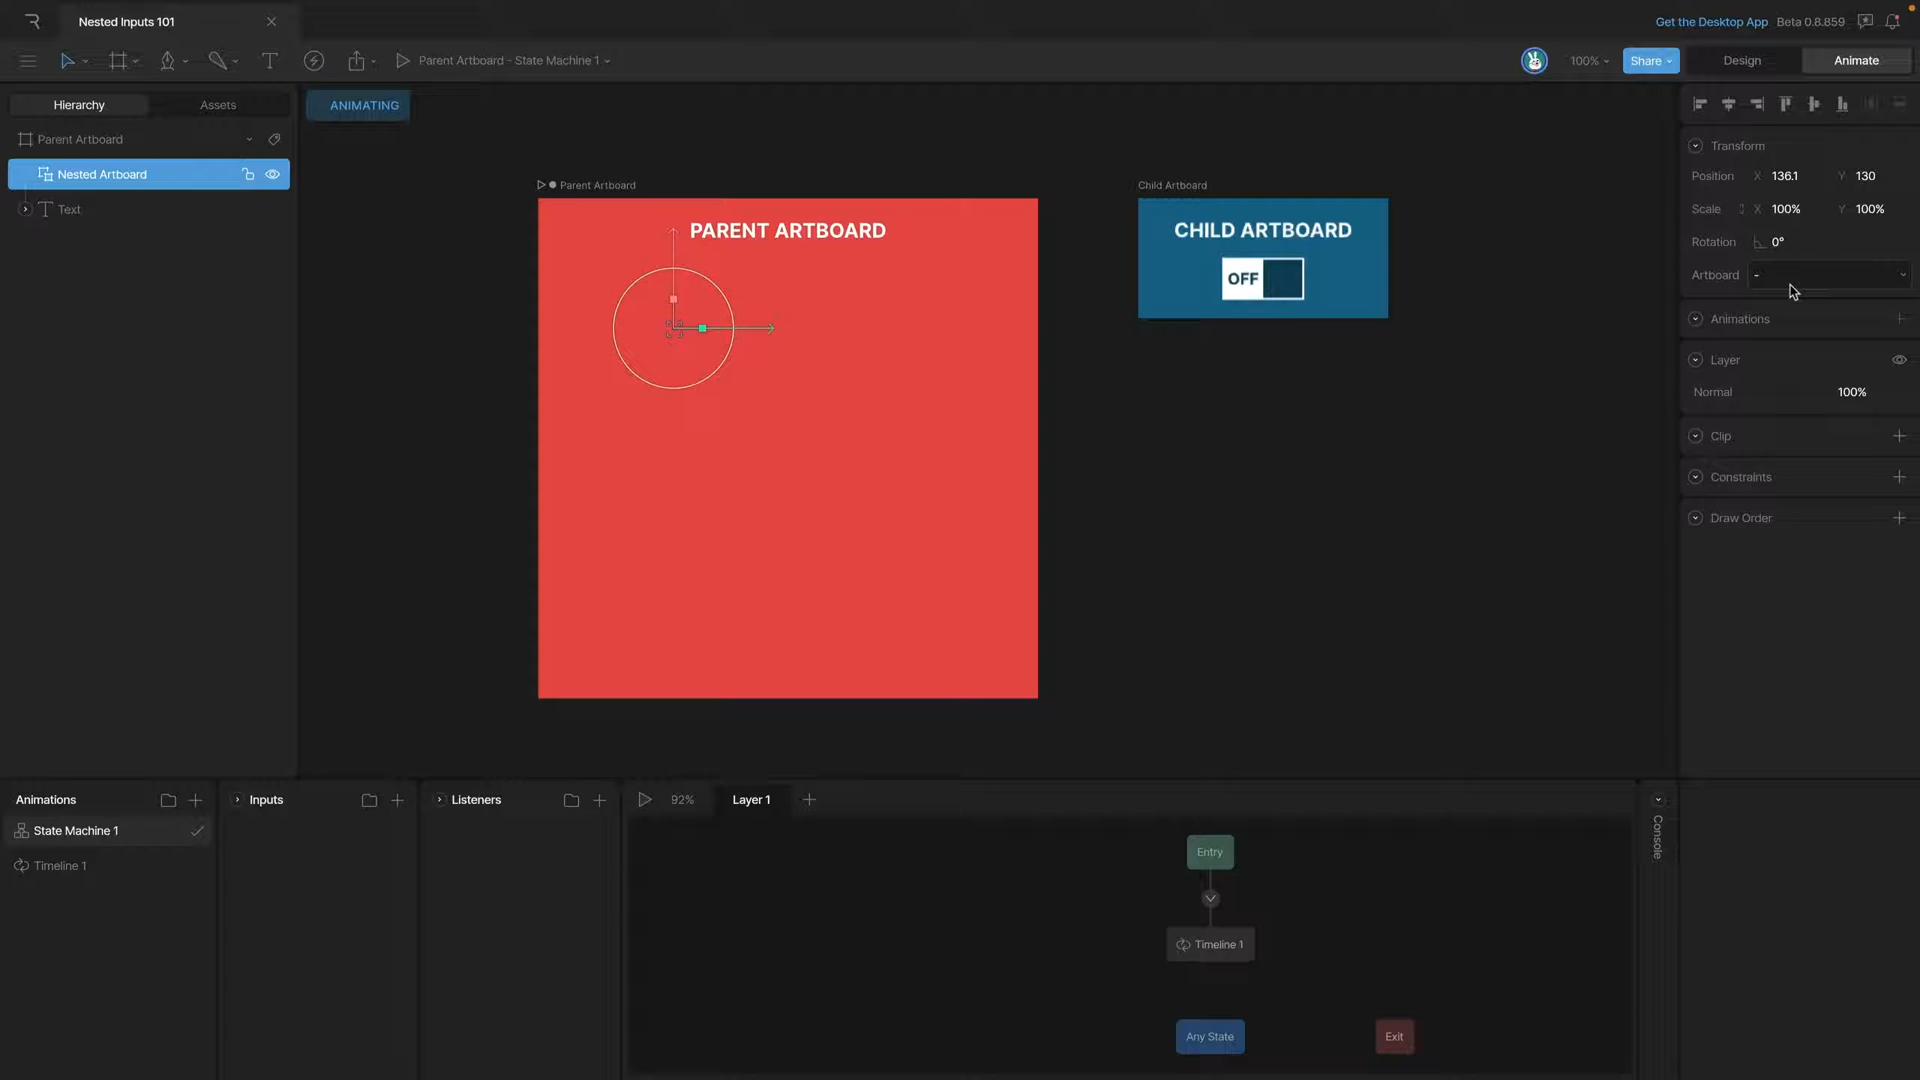 Nested Inputs 101
Get the Desktop App Beta 0.8.859
Parent Artboard - State Machine 1
100%
Share
Design
Animate
Hierarchy
Assets
ANIMATING
Parent Artboard
Nested Artboard
Text
Parent Artboard
PARENT ARTBOARD
Child Artboard
CHILD ARTBOARD
OFF
Transform
Position X 136.1 Y 130
Scale X 100% Y 100%
Rotation 0°
Artboard -
Animations
Layer
Normal 100%
Clip
Constraints
Draw Order
Animations
State Machine 1
Timeline 1
Inputs
Listeners
92%
Layer 1
Entry
Timeline 1
Any State
Exit
Console